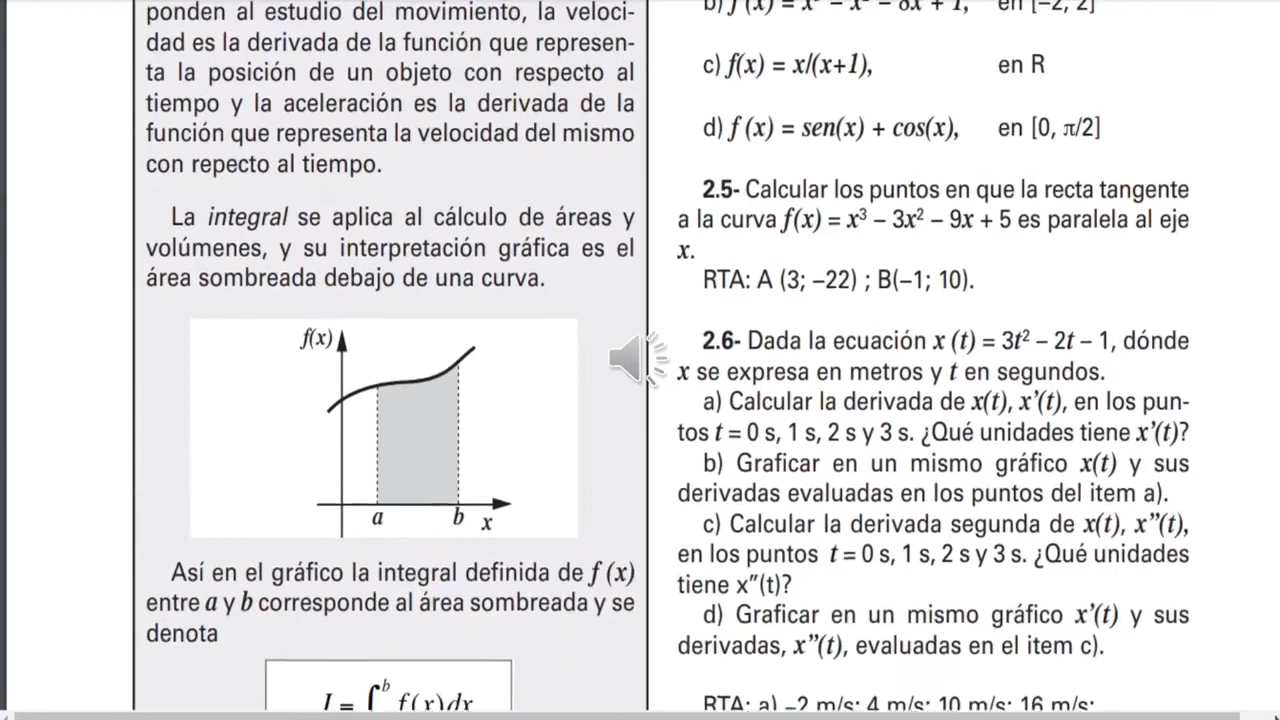 ponden al estudio del movimiento, la veloci-
dad es la derivada de la función que represen-
ta la posición de un objeto con respecto al
tiempo y la aceleración es la derivada de la
función que representa la velocidad del mismo
con repecto al tiempo.
La integral se aplica al cálculo de áreas y
volúmenes, y su interpretación gráfica es el
área sombreada debajo de una curva.
f(x)
a b x
Así en el gráfico la integral definida de f (x)
entre a y b corresponde al área sombreada y se
denota
I = ∫ᵇ f(x)dx
en [−2, 2]
c) f(x) = x/(x+1), en R
d) f (x) = sen(x) + cos(x), en [0, π/2]
2.5- Calcular los puntos en que la recta tangente
a la curva f(x) = x³ − 3x² − 9x + 5 es paralela al eje
x.
RTA: A (3; −22) ; B(−1; 10).
2.6- Dada la ecuación x (t) = 3t² − 2t − 1, dónde
x se expresa en metros y t en segundos.
a) Calcular la derivada de x(t), x’(t), en los pun-
tos t = 0 s, 1 s, 2 s y 3 s. ¿Qué unidades tiene x’(t)?
b) Graficar en un mismo gráfico x(t) y sus
derivadas evaluadas en los puntos del item a).
c) Calcular la derivada segunda de x(t), x”(t),
en los puntos t = 0 s, 1 s, 2 s y 3 s. ¿Qué unidades
tiene x″(t)?
d) Graficar en un mismo gráfico x’(t) y sus
derivadas, x”(t), evaluadas en el item c).
RTA: a) −2 m/s; 4 m/s; 10 m/s; 16 m/s;